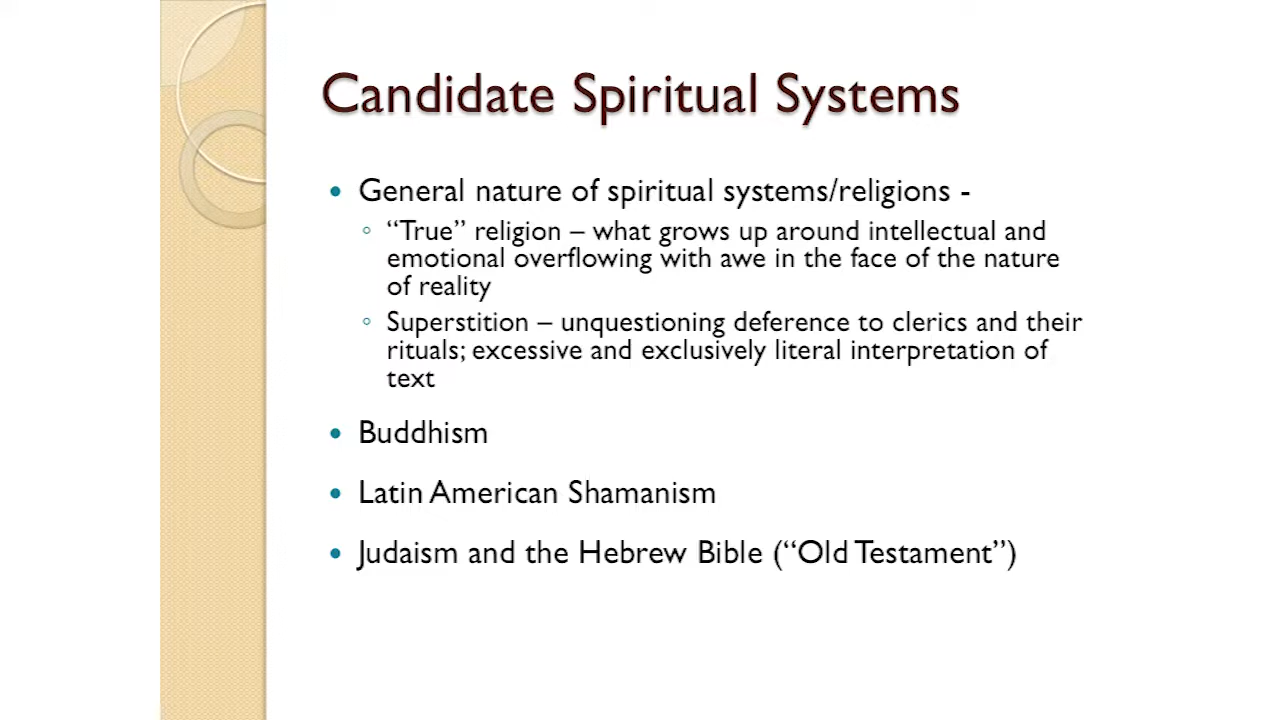 Candidate Spiritual Systems
• General nature of spiritual systems/religions -
◦ “True” religion – what grows up around intellectual and
emotional overflowing with awe in the face of the nature
of reality
◦ Superstition – unquestioning deference to clerics and their
rituals; excessive and exclusively literal interpretation of
text
• Buddhism
• Latin American Shamanism
• Judaism and the Hebrew Bible (“Old Testament”)